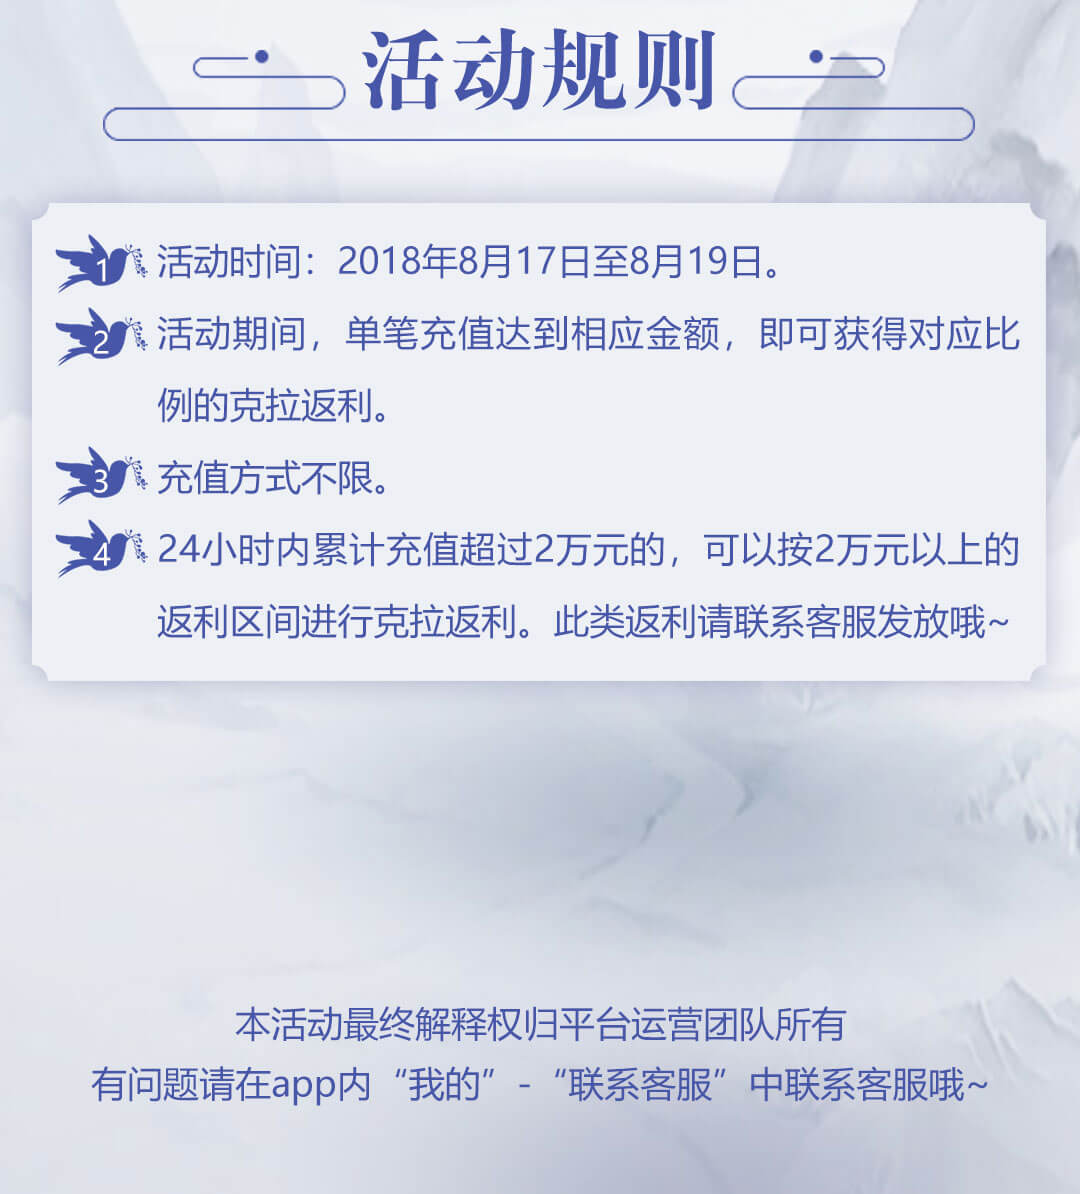 活动规则
1 活动时间：2018年8月17日至8月19日。
2 活动期间，单笔充值达到相应金额，即可获得对应比
例的克拉返利。
3 充值方式不限。
4 24小时内累计充值超过2万元的，可以按2万元以上的
返利区间进行克拉返利。此类返利请联系客服发放哦~
本活动最终解释权归平台运营团队所有
有问题请在app内“我的”-“联系客服”中联系客服哦~